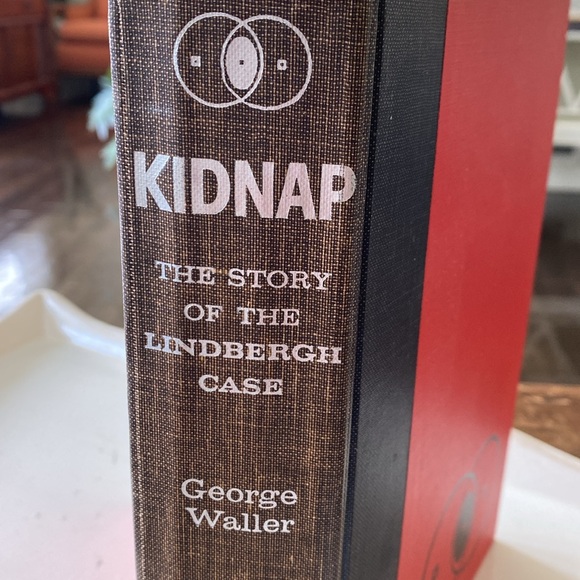 KIDNAP
THE STORY
OF THE
LINDBERGH
CASE
George
Waller